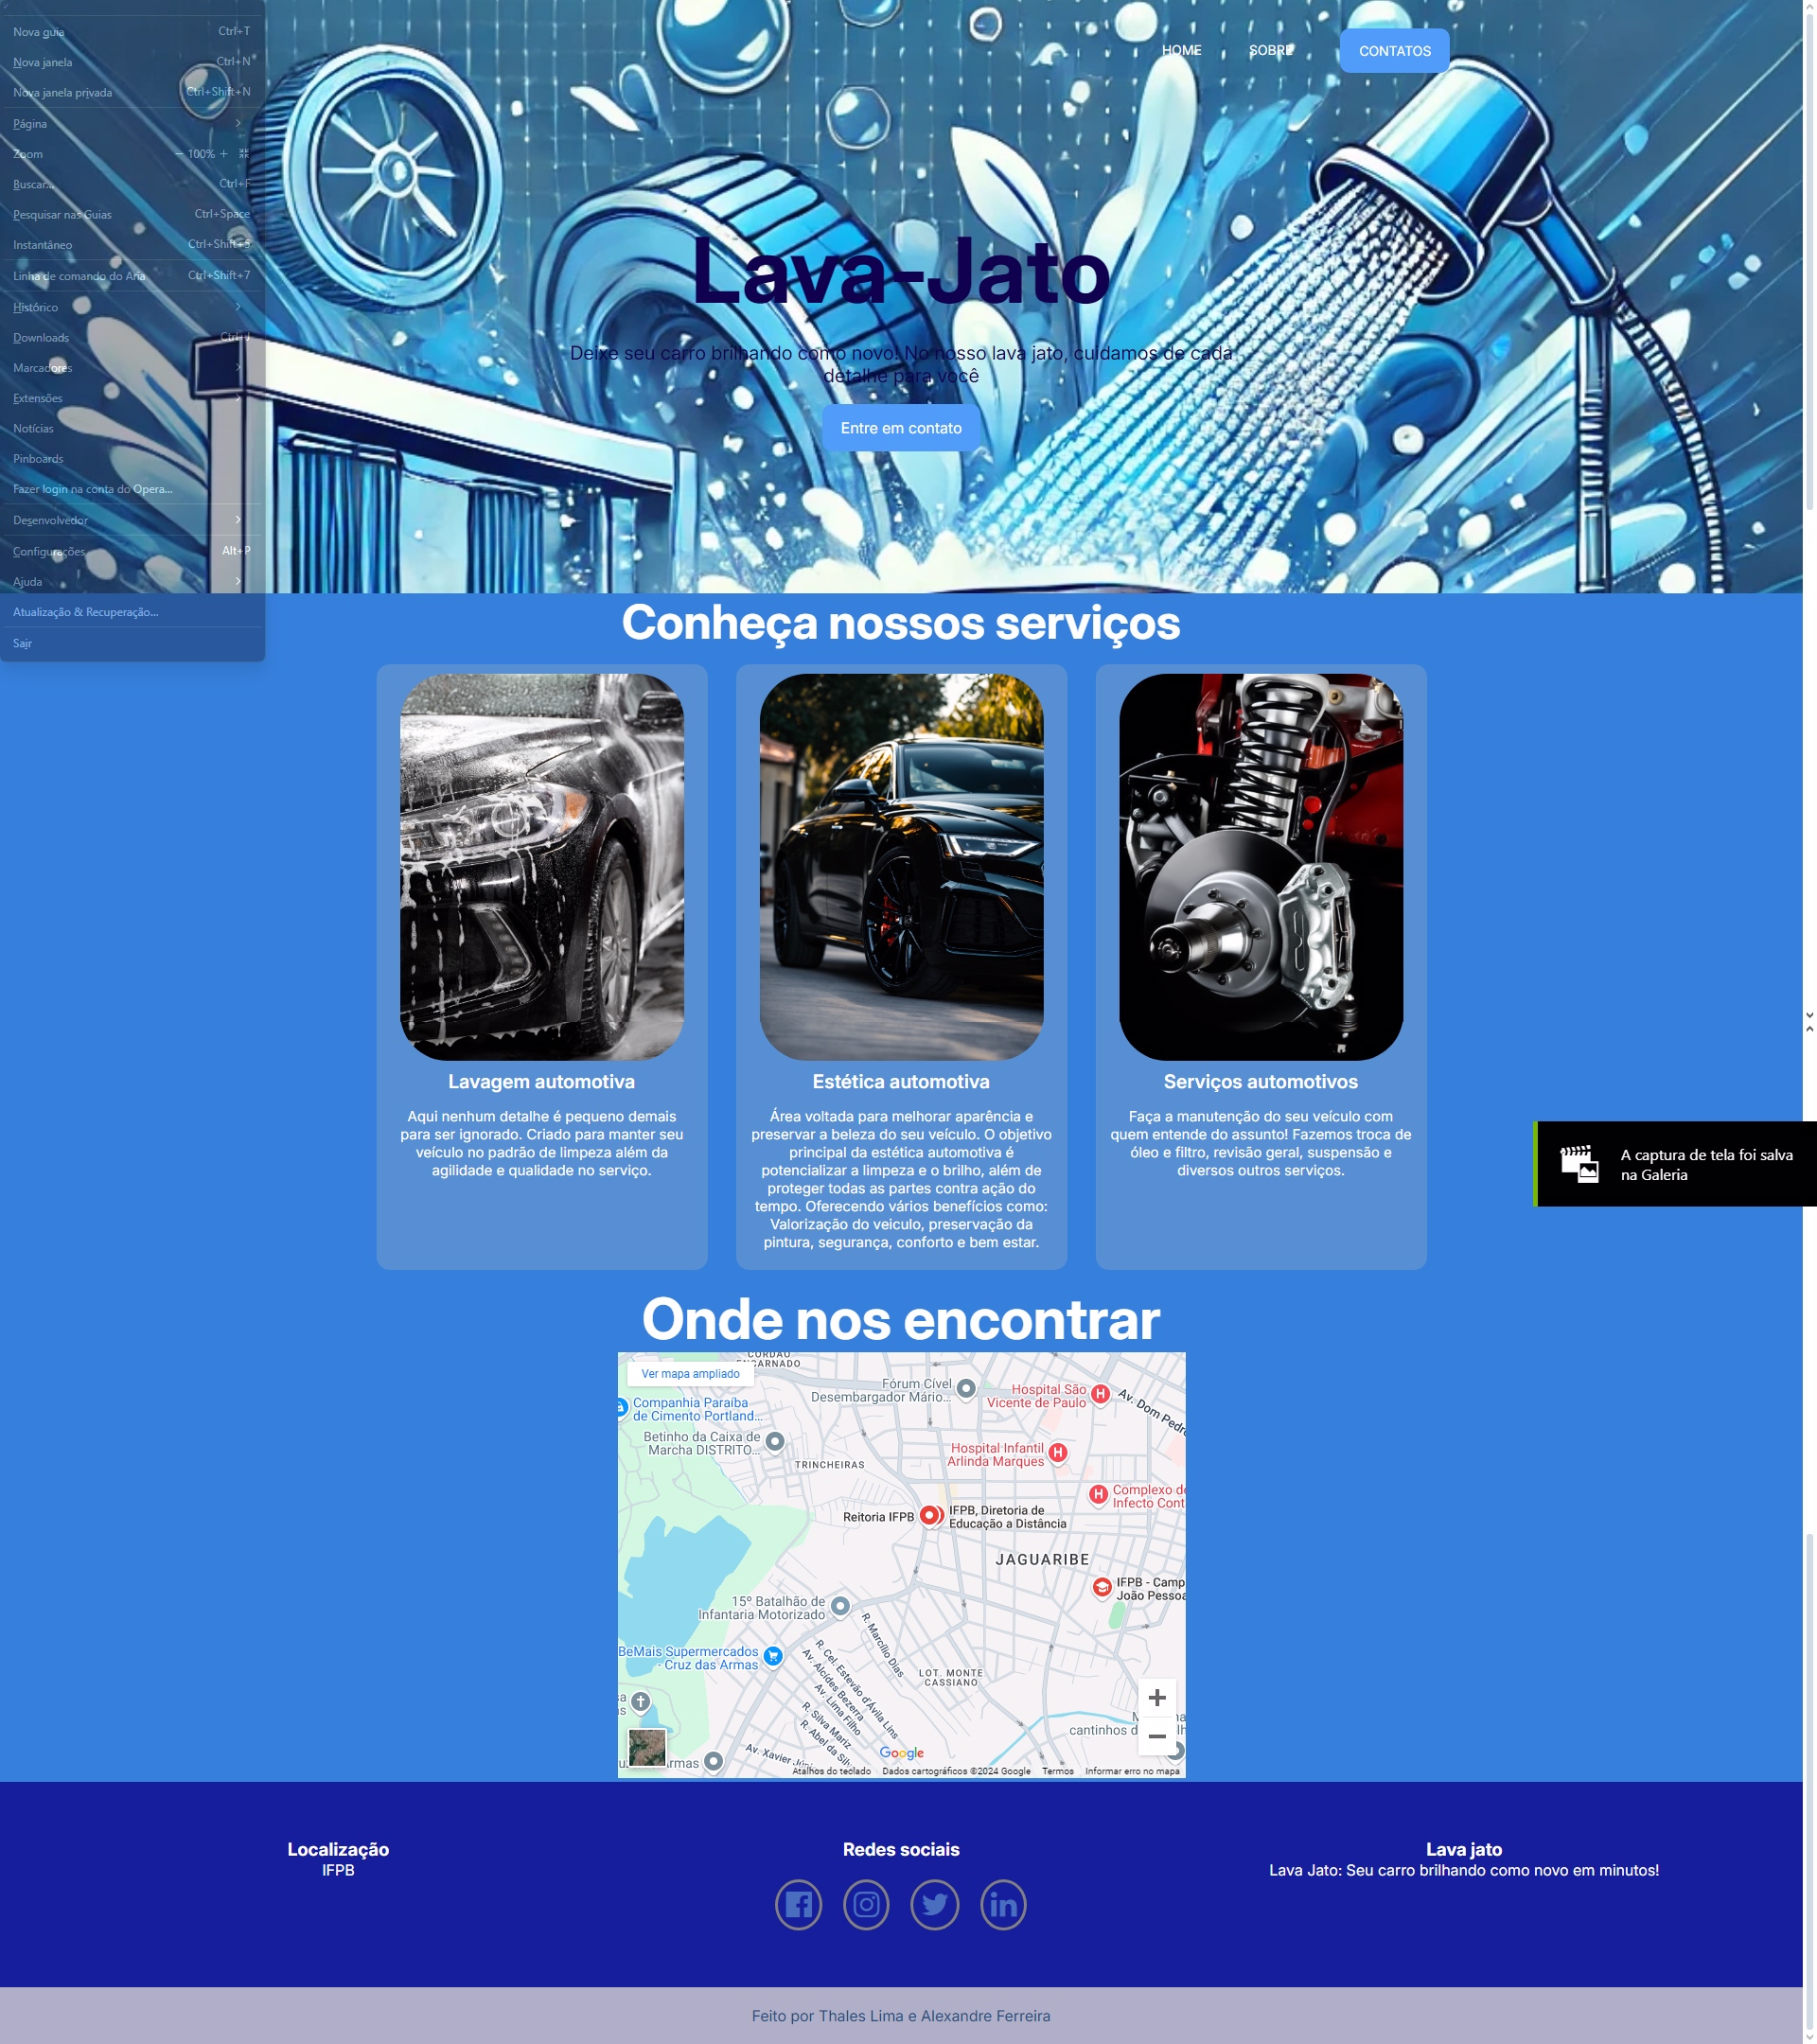 Nova guia Ctrl+T
Nova janela Ctrl+N
Nova janela privada Ctrl+Shift+N
Página
Zoom 100%
Buscar... Ctrl+F
Pesquisar nas Guias Ctrl+Space
Instantâneo Ctrl+Shift+5
Linha de comando do Aria Ctrl+Shift+7
Histórico
Downloads Ctrl+J
Marcadores
Extensões
Notícias
Pinboards
Fazer login na conta do Opera...
Desenvolvedor
Configurações Alt+P
Ajuda
Atualização & Recuperação...
Sair
HOME SOBRE CONTATOS
Lava-Jato
Deixe seu carro brilhando como novo! No nosso lava jato, cuidamos de cada
detalhe para você
Entre em contato
Conheça nossos serviços
Lavagem automotiva
Aqui nenhum detalhe é pequeno demais
para ser ignorado. Criado para manter seu
veículo no padrão de limpeza além da
agilidade e qualidade no serviço.
Estética automotiva
Área voltada para melhorar aparência e
preservar a beleza do seu veículo. O objetivo
principal da estética automotiva é
potencializar a limpeza e o brilho, além de
proteger todas as partes contra ação do
tempo. Oferecendo vários benefícios como:
Valorização do veiculo, preservação da
pintura, segurança, conforto e bem estar.
Serviços automotivos
Faça a manutenção do seu veículo com
quem entende do assunto! Fazemos troca de
óleo e filtro, revisão geral, suspensão e
diversos outros serviços.
A captura de tela foi salva
na Galeria
Onde nos encontrar
CORDÃO
ENCARNADO
Ver mapa ampliado
Fórum Cível
Desembargador Mário...
Hospital São
Vicente de Paulo
Av. Dom Pedro
Companhia Paraíba
de Cimento Portland...
Betinho da Caixa de
Marcha DISTRITO...
TRINCHEIRAS
Hospital Infantil
Arlinda Marques
Complexo de
Infecto Cont
Reitoria IFPB
IFPB, Diretoria de
Educação a Distância
JAGUARIBE
IFPB - Camp
João Pessoa
15º Batalhão de
Infantaria Motorizado
R. Marcílio Dias
BeMais Supermercados
- Cruz das Armas
R. Cel. Estevão d'Ávila Lins
Av. Alcides Bezerra
Av. Lima Filho
R. Silva Mariz
R. Abel da Silv
LOT. MONTE
CASSIANO
cantinhos d
Av. Xavier Jún
Armas
Google
Atalhos do teclado Dados cartográficos ©2024 Google Termos Informar erro no mapa
Localização
IFPB
Redes sociais
Lava jato
Lava Jato: Seu carro brilhando como novo em minutos!
Feito por Thales Lima e Alexandre Ferreira